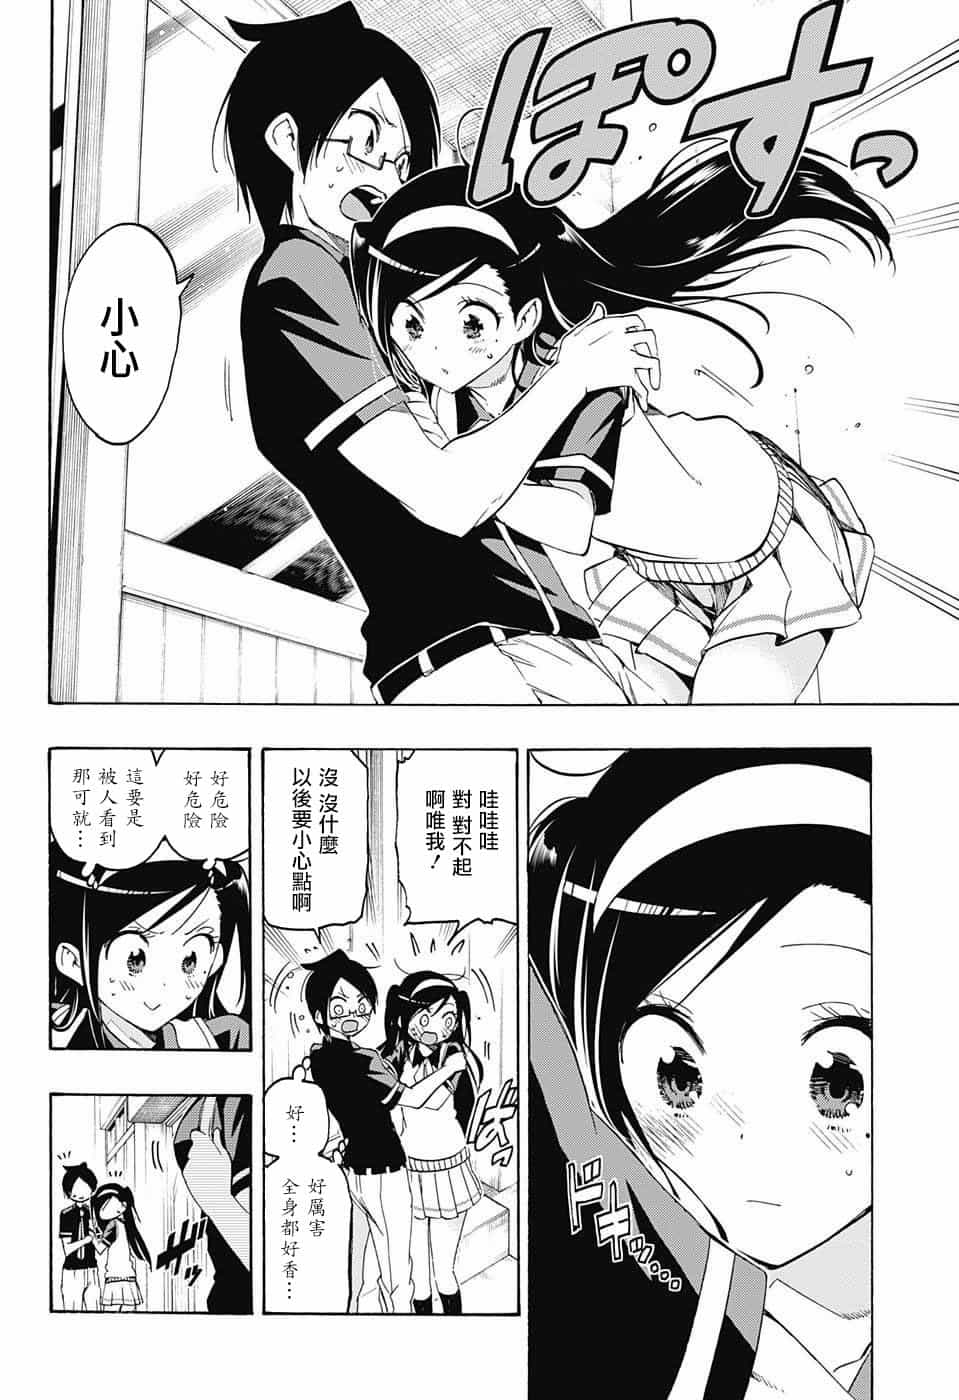 ぽすっ
小心
ドキッ…。。。
哇哇哇
對 對不起
啊唯我！
沒 沒什麼
以後要小心點啊
ばっ
好…
好厲害
全身都好香…
好危險
好危險
這要是
被人看到
那可就…